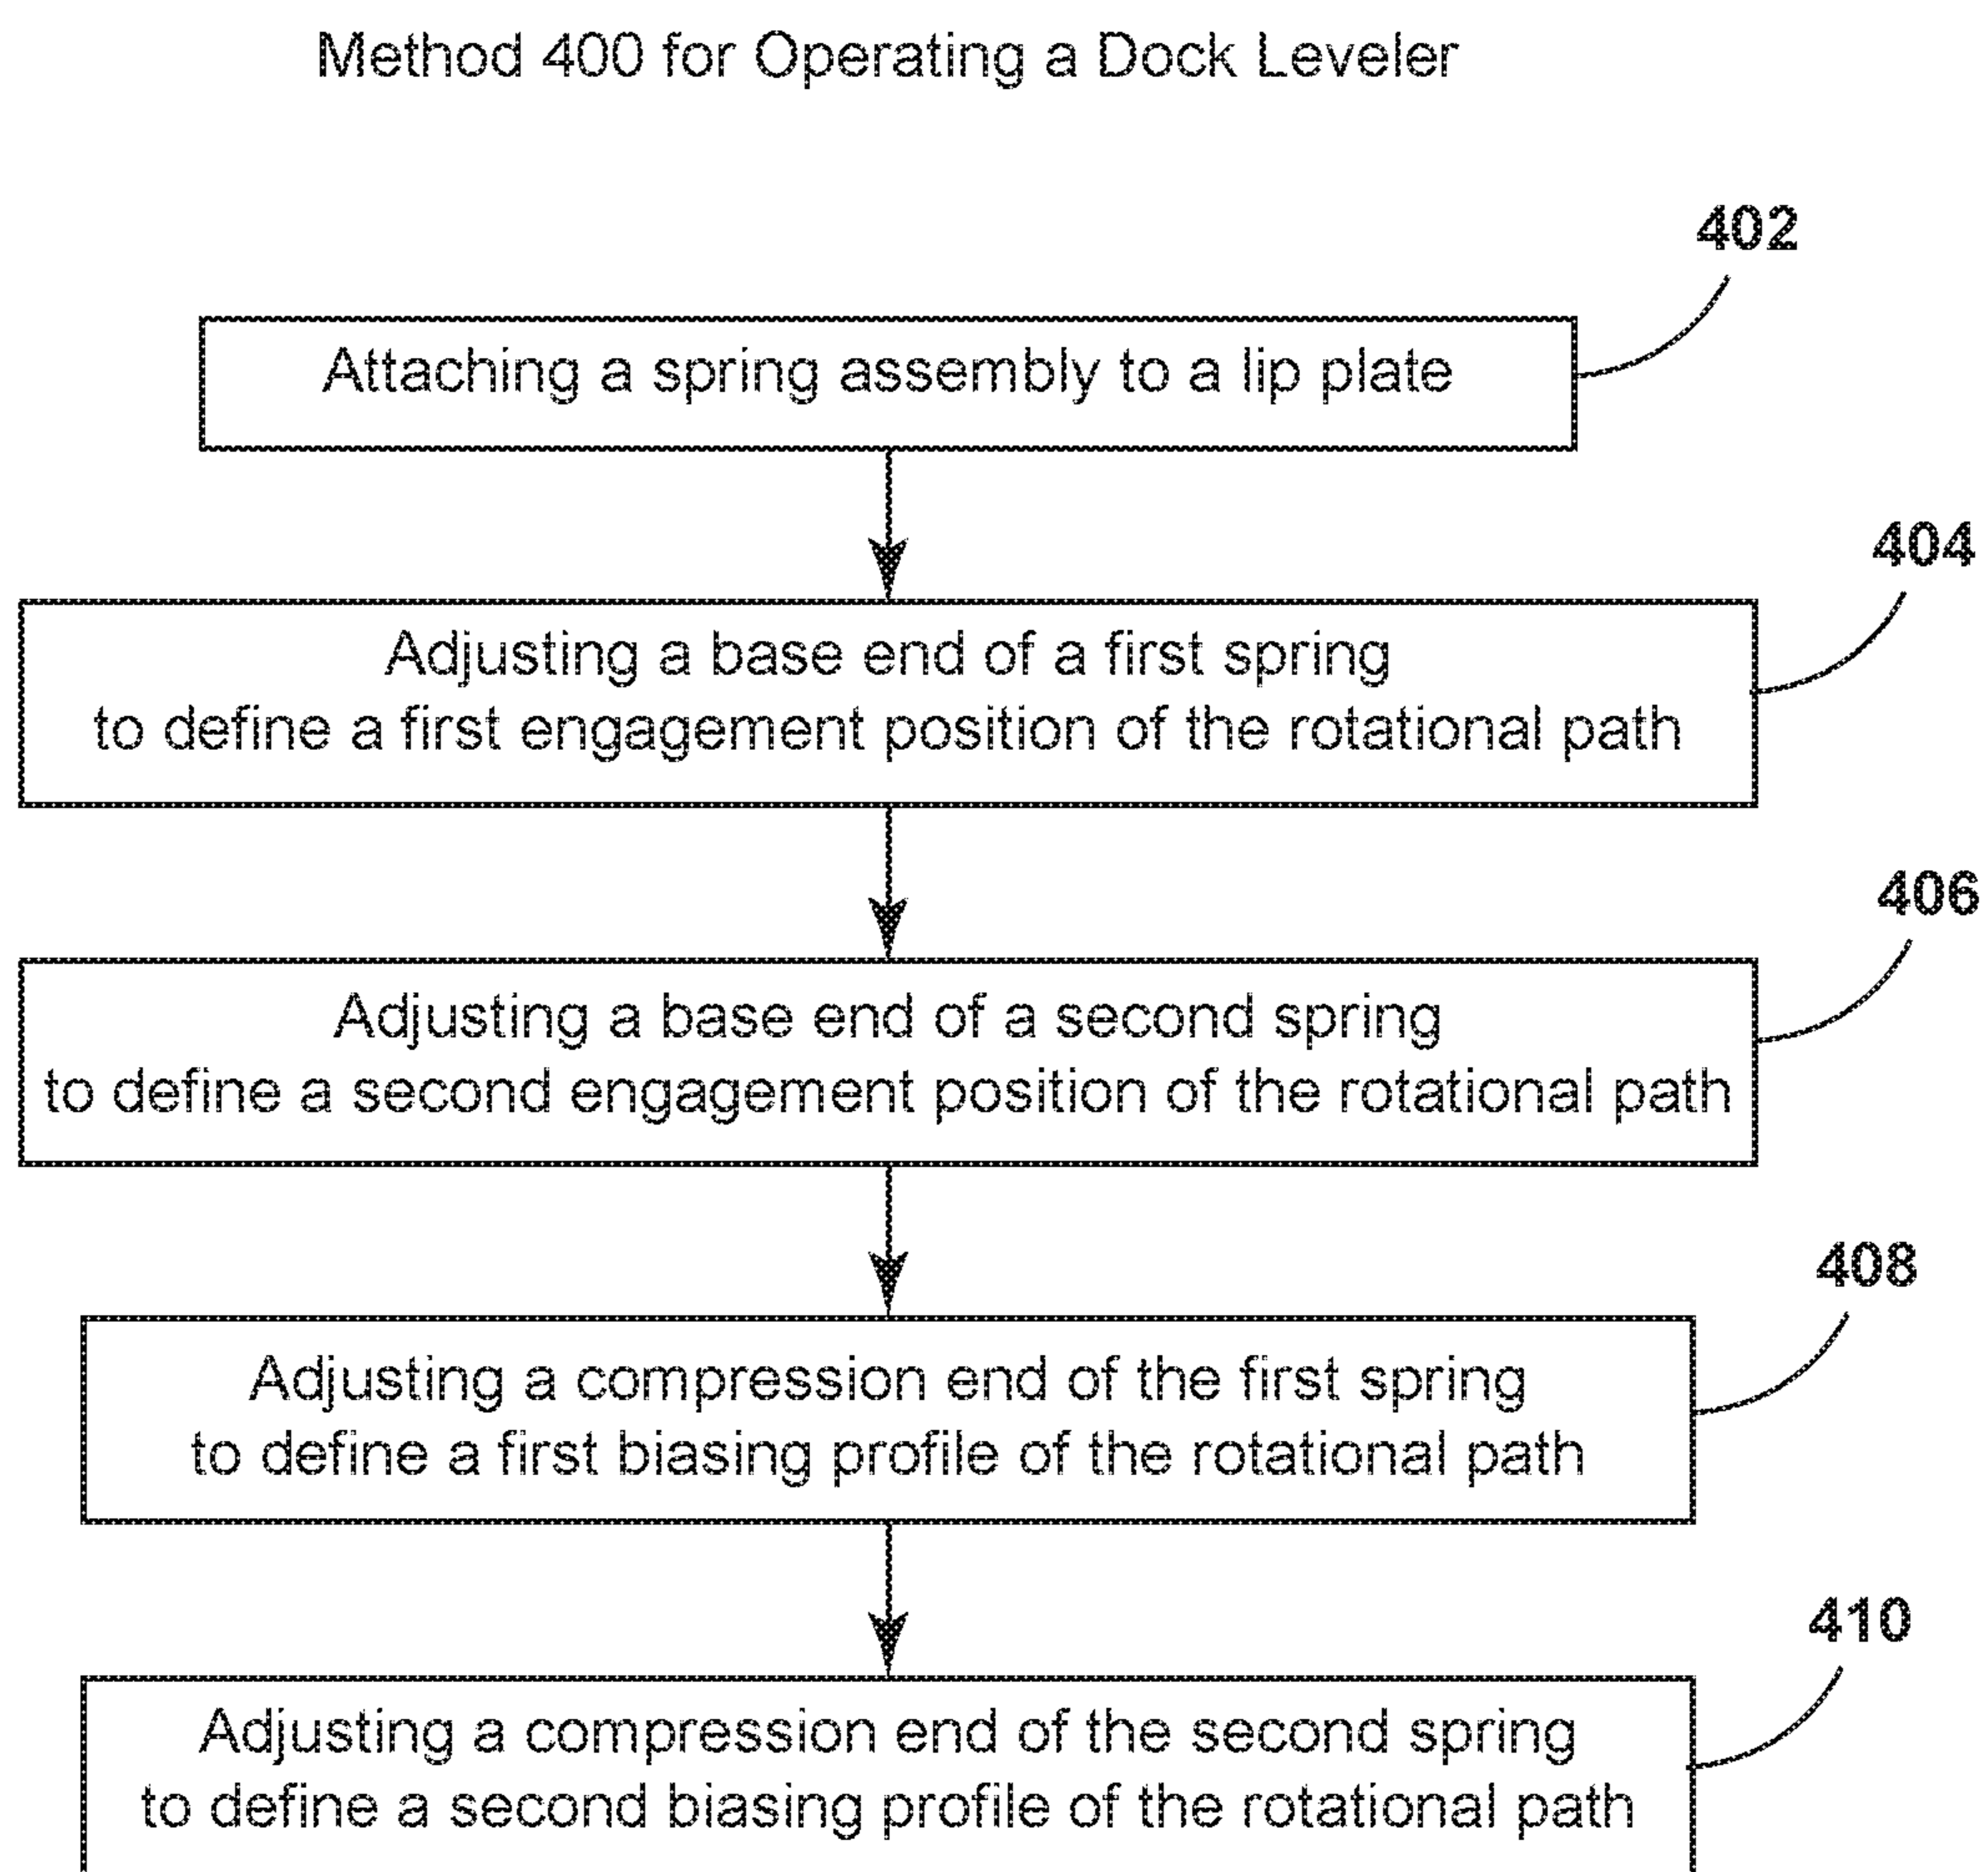 Method 400 for Operating a Dock Leveler
402
Attaching a spring assembly to a lip plate
404
Adjusting a base end of a first spring
to define a first engagement position of the rotational path
406
Adjusting a base end of a second spring
to define a second engagement position of the rotational path
408
Adjusting a compression end of the first spring
to define a first biasing profile of the rotational path
410
Adjusting a compression end of the second spring
to define a second biasing profile of the rotational path